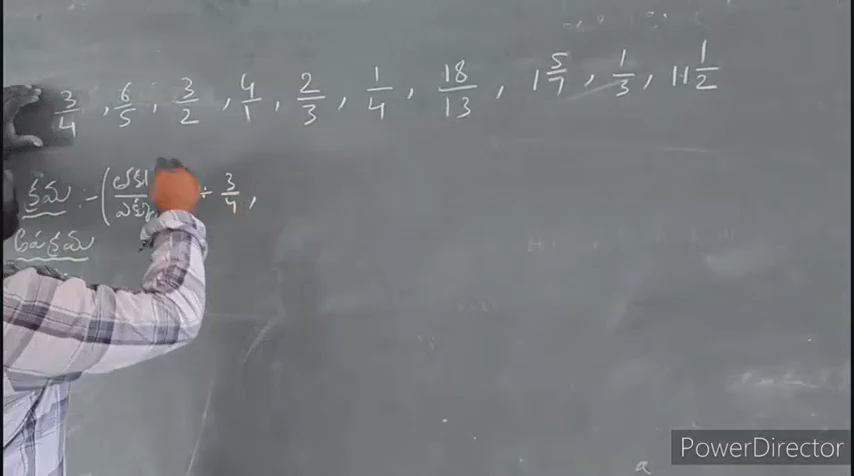 3/4 , 6/5 , 3/2 , 4/1 , 2/3 , 1/4 , 18/13 , 1 5/7 , 1/3 , 11 1/2
క్రమ :- ( ÷ 3/4 ,
అపక్రమ
PowerDirector